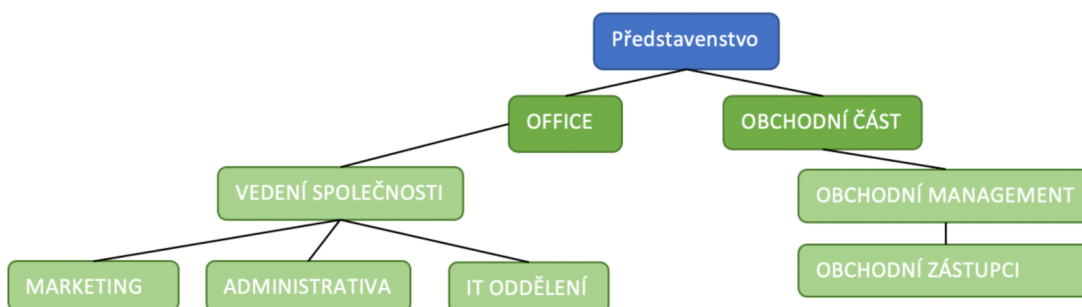 Představenstvo
OFFICE
OBCHODNÍ ČÁST
VEDENÍ SPOLEČNOSTI
OBCHODNÍ MANAGEMENT
MARKETING
ADMINISTRATIVA
IT ODDĚLENÍ
OBCHODNÍ ZÁSTUPCI